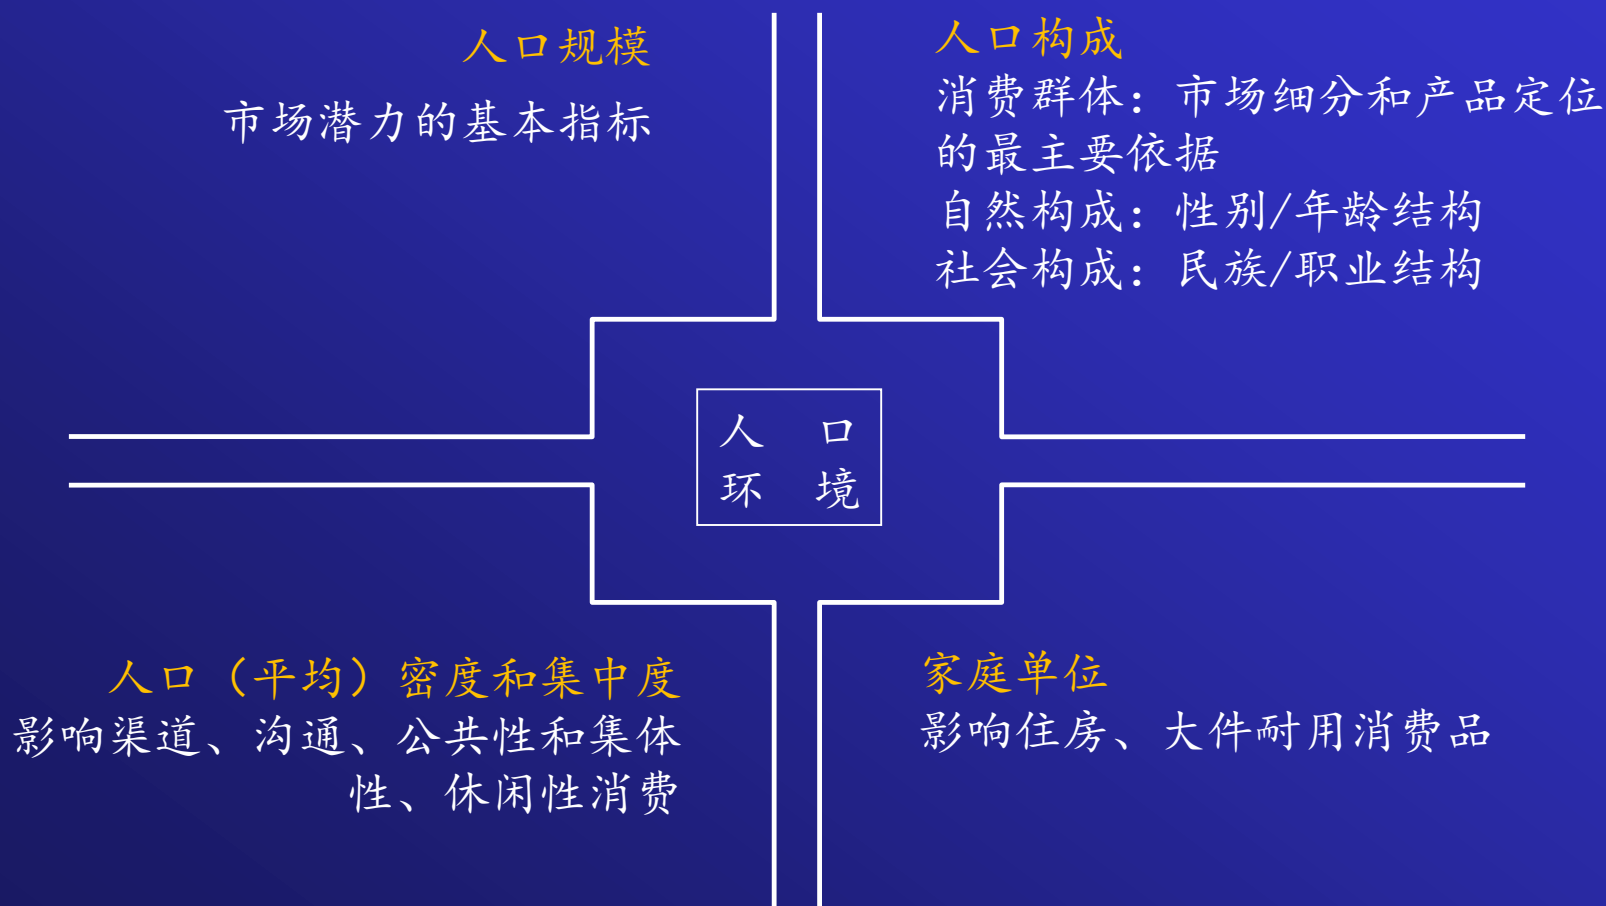 人口规模
市场潜力的基本指标
人口构成
消费群体：市场细分和产品定位
的最主要依据
自然构成：性别/年龄结构
社会构成：民族/职业结构
人 口
环 境
人口（平均）密度和集中度
影响渠道、沟通、公共性和集体
性、休闲性消费
家庭单位
影响住房、大件耐用消费品